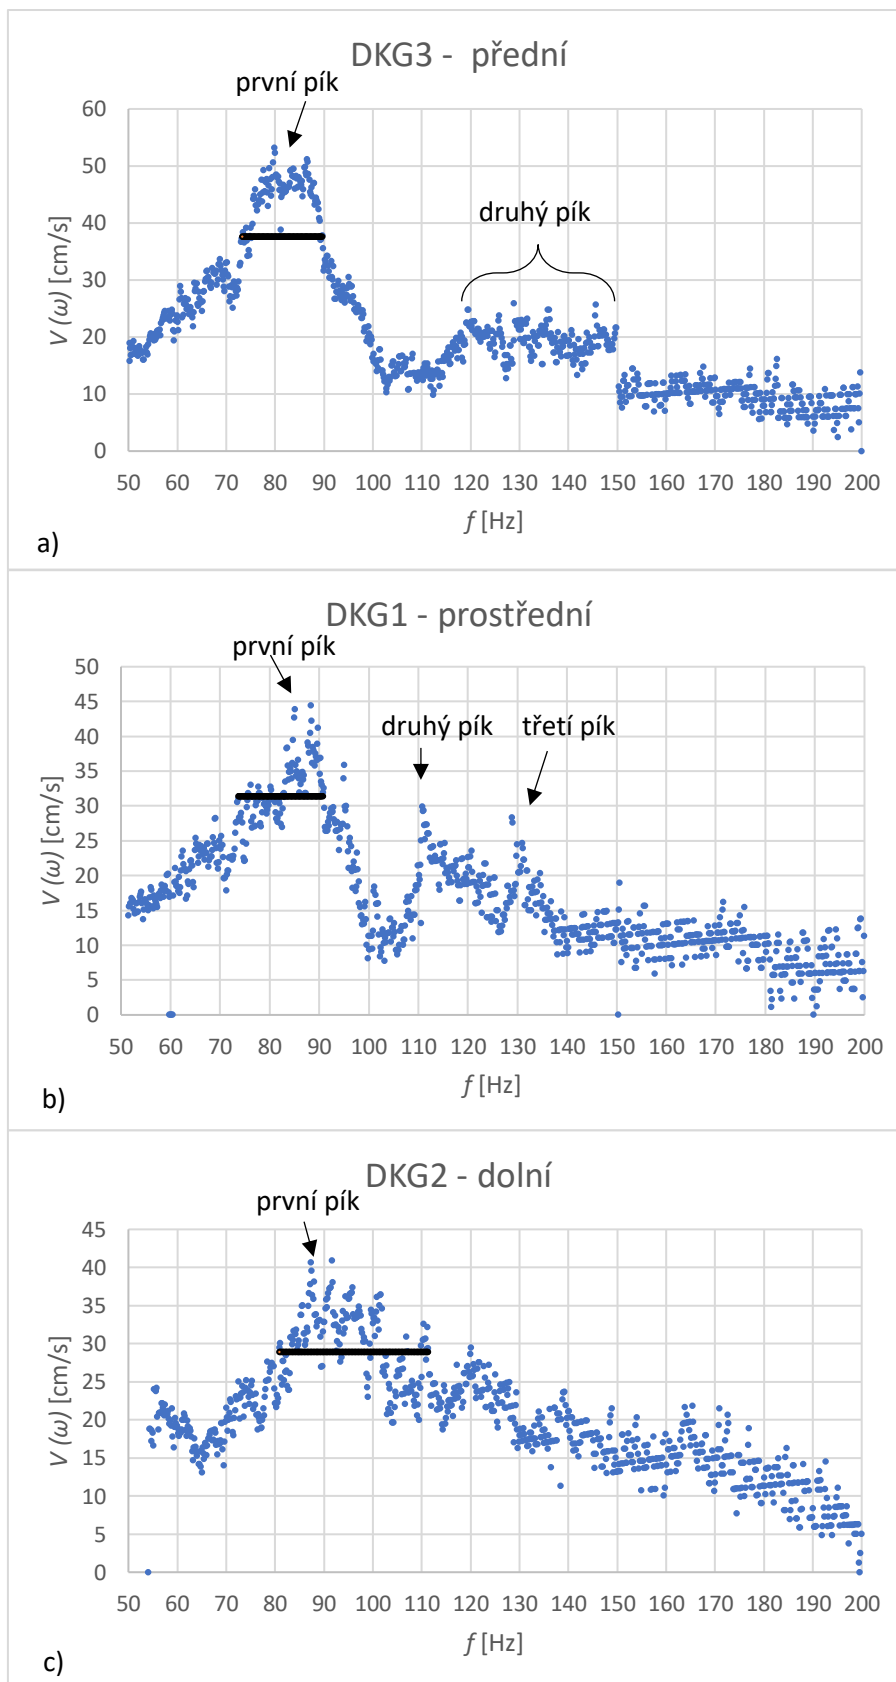 DKG3 - přední
první pík
druhý pík
60
50
40
30
20
10
0
V (ω) [cm/s]
50 60 70 80 90 100 110 120 130 140 150 160 170 180 190 200
f [Hz]
a)
DKG1 - prostřední
první pík
druhý pík
třetí pík
50
45
40
35
30
25
20
15
10
5
0
V (ω) [cm/s]
50 60 70 80 90 100 110 120 130 140 150 160 170 180 190 200
f [Hz]
b)
DKG2 - dolní
první pík
45
40
35
30
25
20
15
10
5
0
V (ω) [cm/s]
50 60 70 80 90 100 110 120 130 140 150 160 170 180 190 200
f [Hz]
c)